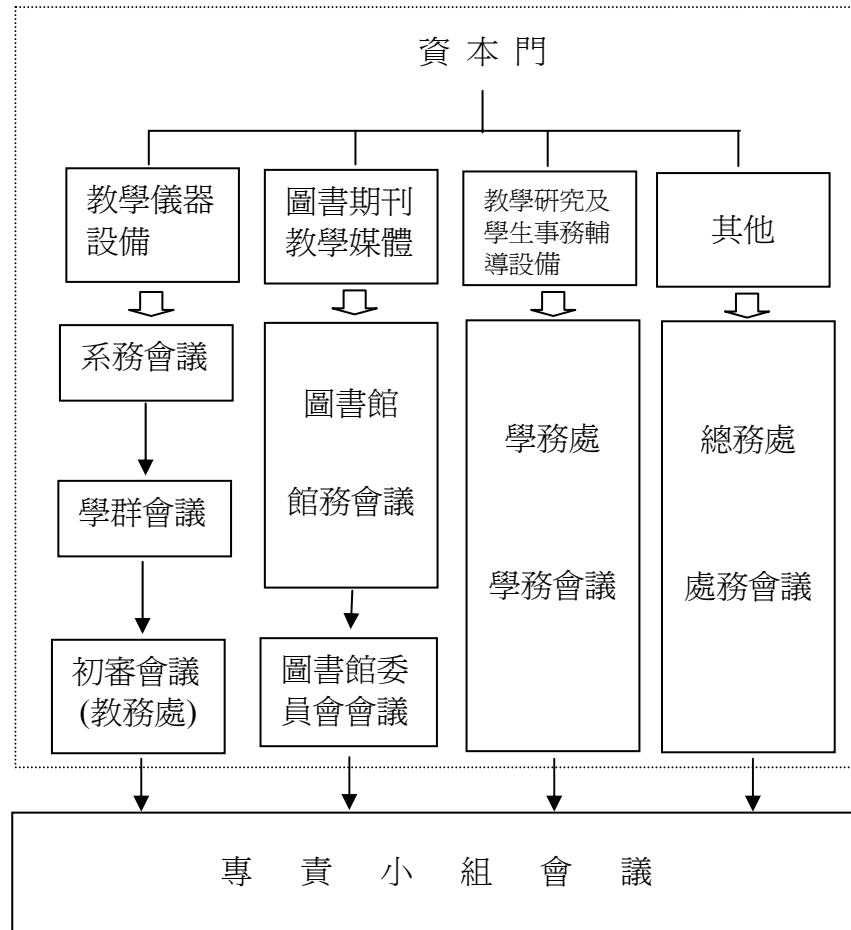 資本門
教學儀器
設備
圖書期刊
教學媒體
教學研究及
學生事務輔
導設備
其他
系務會議
學群會議
初審會議
(教務處)
圖書館
館務會議
圖書館委
員會會議
學務處
學務會議
總務處
處務會議
專責小組會議